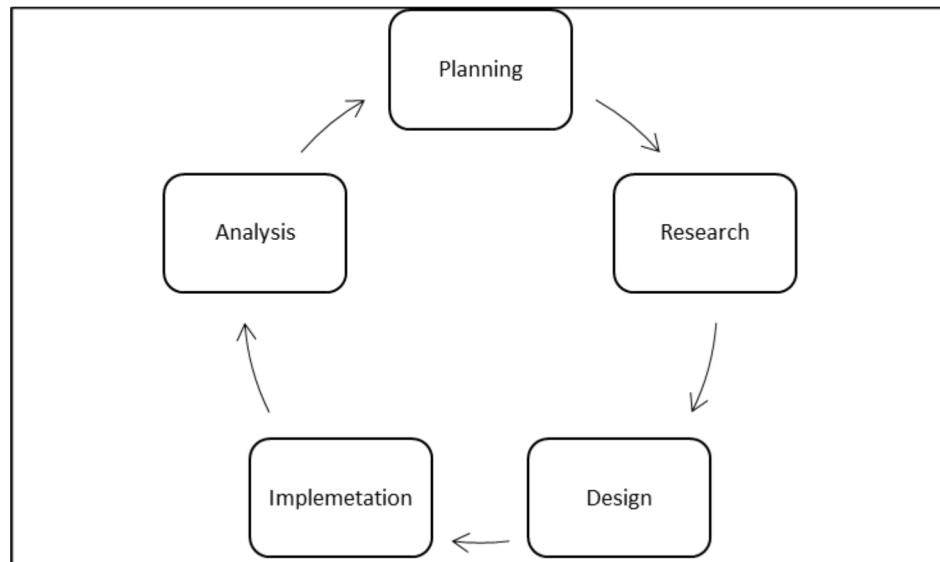 Planning
Research
Design
Implemetation
Analysis